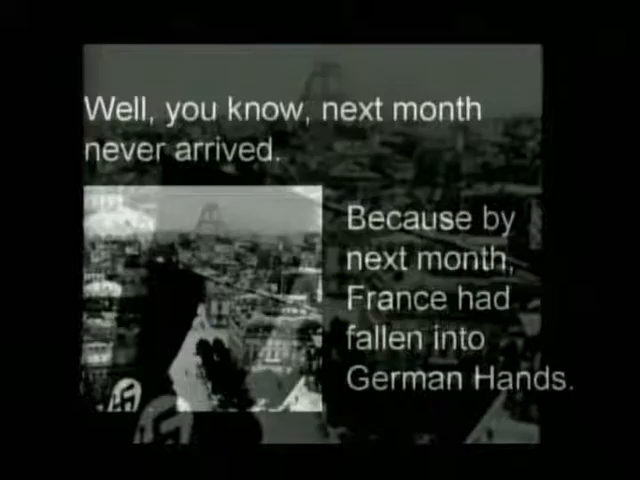 Well, you know, next month
never arrived.
Because by
next month,
France had
fallen into
German Hands.